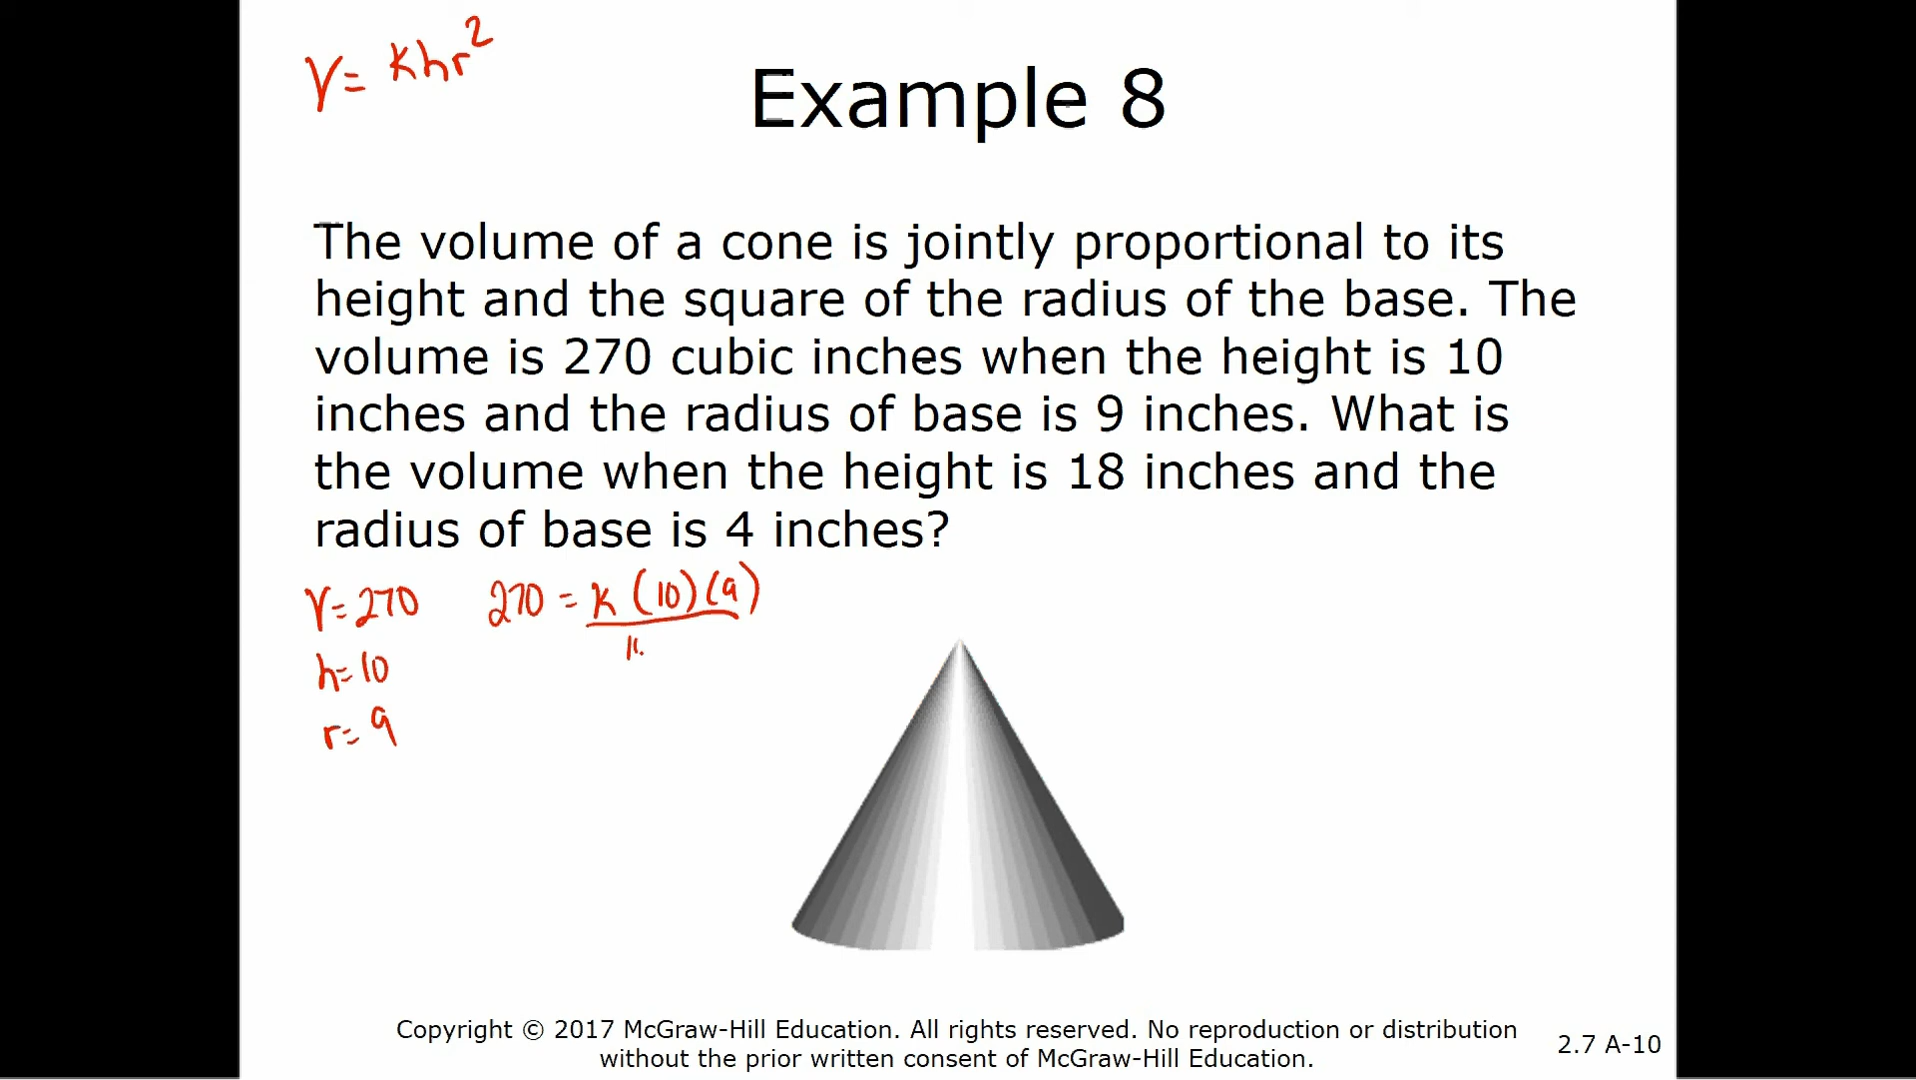 V = khr²
Example 8
The volume of a cone is jointly proportional to its
height and the square of the radius of the base. The
volume is 270 cubic inches when the height is 10
inches and the radius of base is 9 inches. What is
the volume when the height is 18 inches and the
radius of base is 4 inches?
V = 270
270 = k (10) (9)
h = 10
r = 9
Copyright © 2017 McGraw-Hill Education. All rights reserved. No reproduction or distribution
without the prior written consent of McGraw-Hill Education.
2.7 A-10